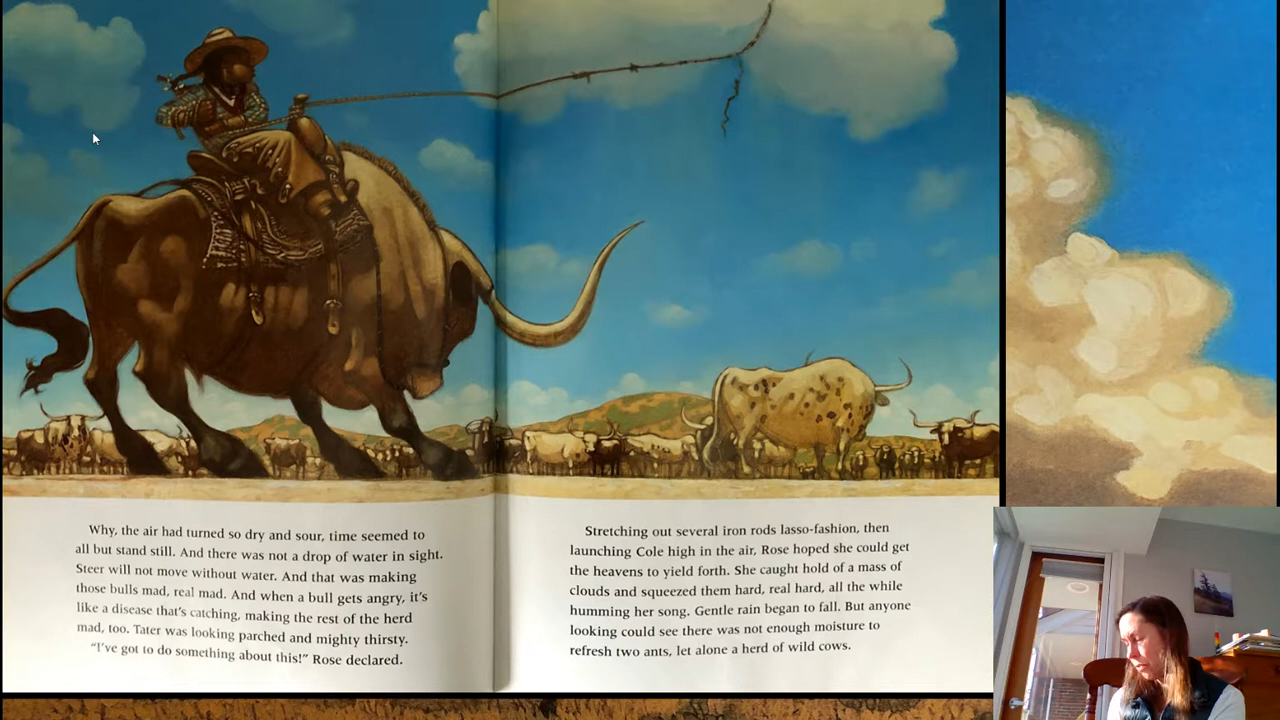 Why, the air had turned so dry and sour, time seemed to
all but stand still. And there was not a drop of water in sight.
Steer will not move without water. And that was making
those bulls mad, real mad. And when a bull gets angry, it's
like a disease that's catching, making the rest of the herd
mad, too. Tater was looking parched and mighty thirsty.
"I've got to do something about this!" Rose declared.
Stretching out several iron rods lasso-fashion, then
launching Cole high in the air, Rose hoped she could get
the heavens to yield forth. She caught hold of a mass of
clouds and squeezed them hard, real hard, all the while
humming her song. Gentle rain began to fall. But anyone
looking could see there was not enough moisture to
refresh two ants, let alone a herd of wild cows.